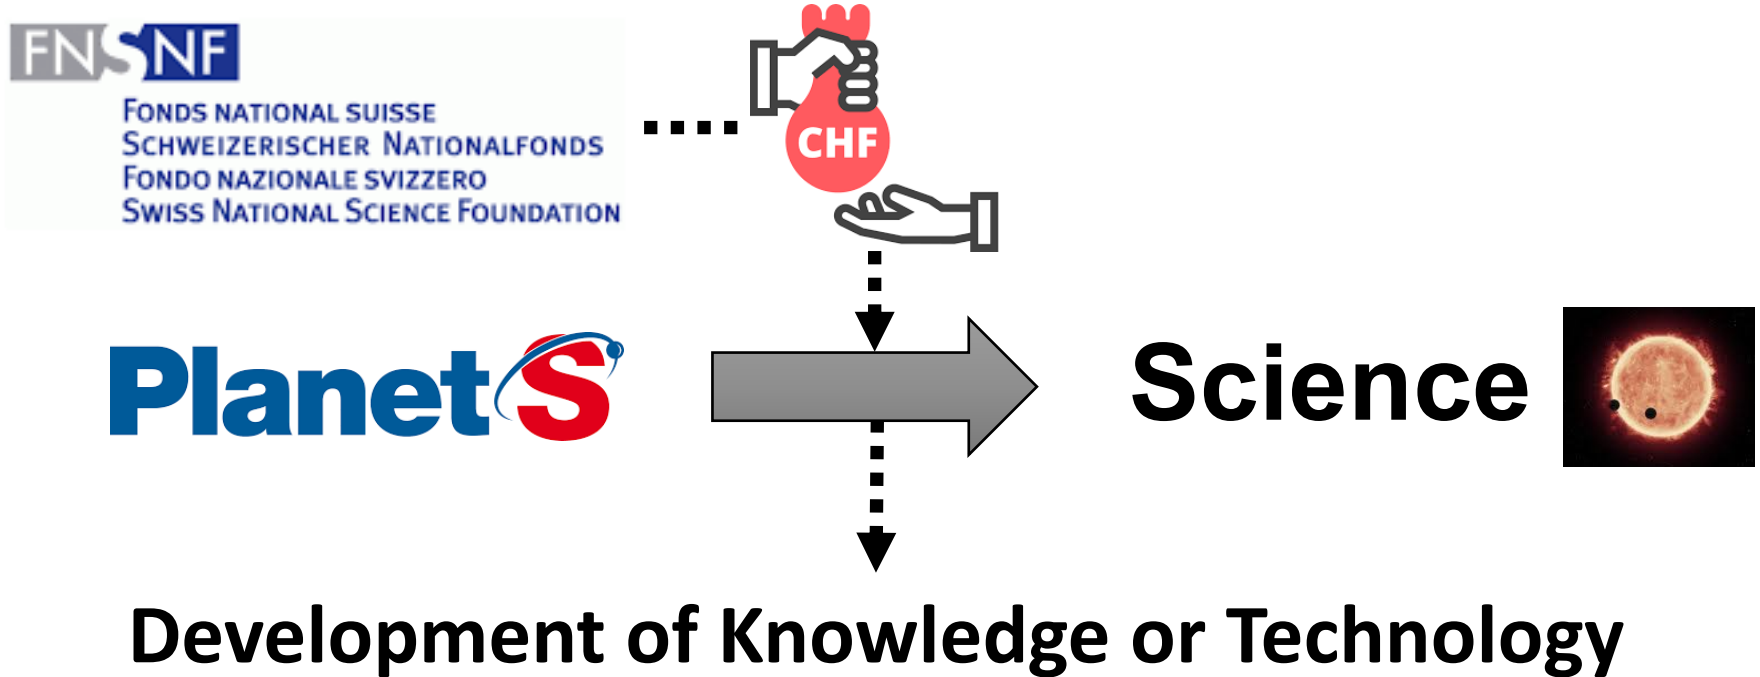 FNSNF
FONDS NATIONAL SUISSE
SCHWEIZERISCHER NATIONALFONDS
FONDO NAZIONALE SVIZZERO
SWISS NATIONAL SCIENCE FOUNDATION
CHF
PlanetS
Science
Development of Knowledge or Technology